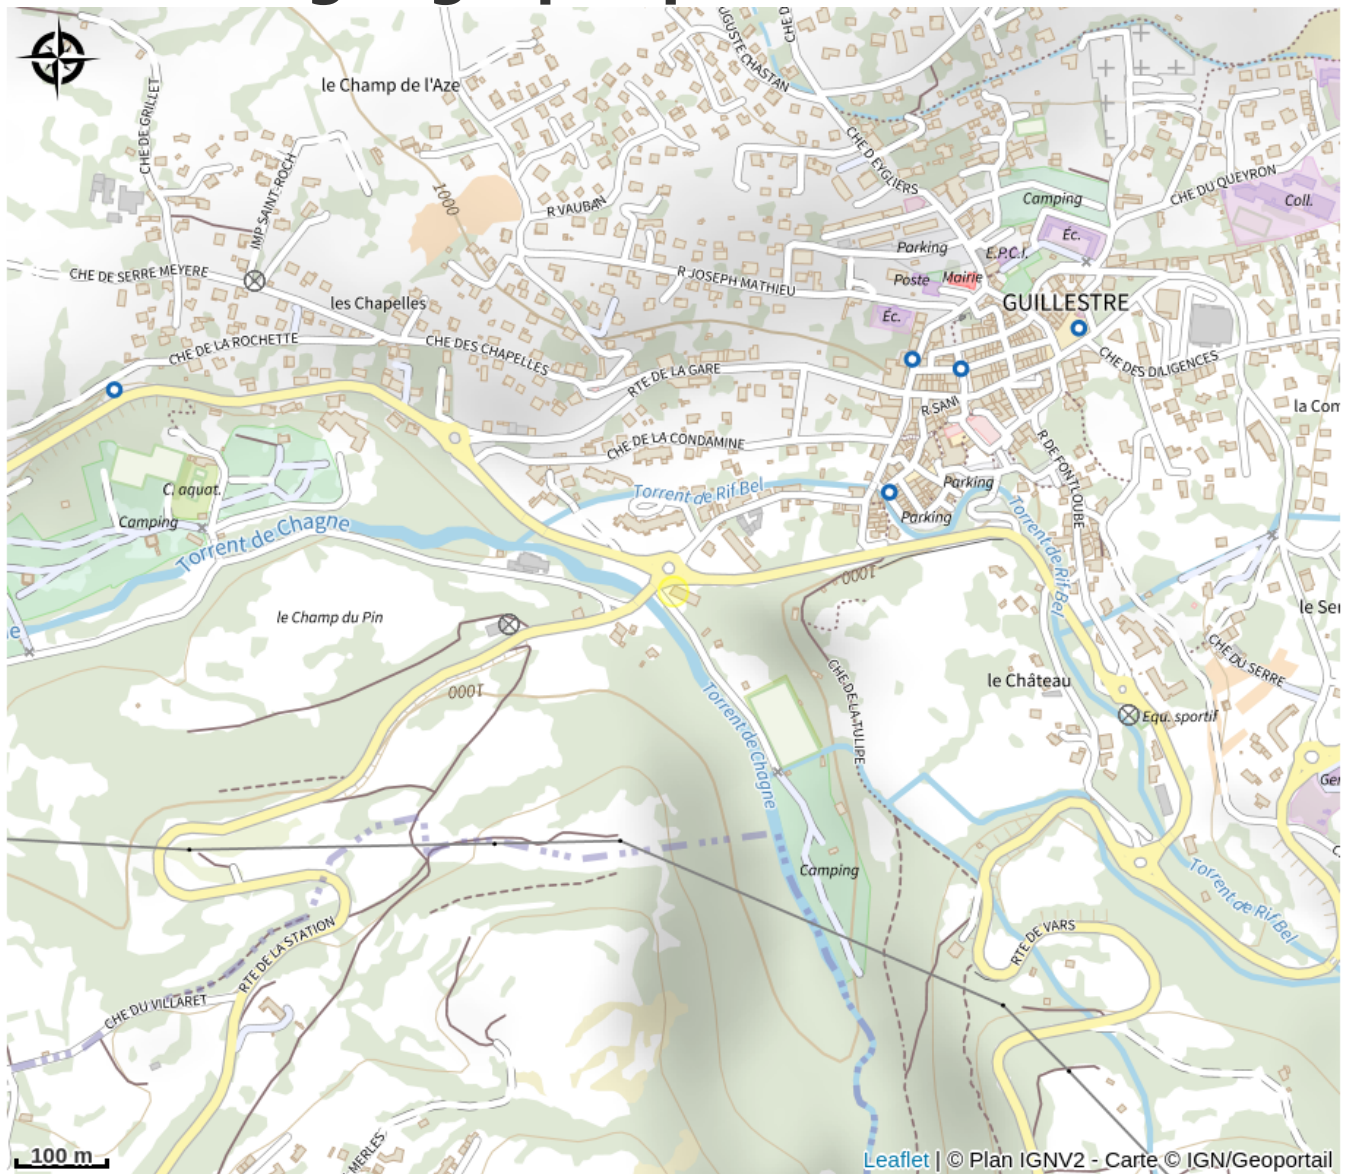 CHE DE GRILLET
le Champ de l'Aze
CHE D EYGLIERS
IMP SAINT-ROCH
1000
R VAUBAN
Camping
CHE DU QUEYRON
Coll.
Éc.
Parking
E.P.C.I.
CHE DE SERRE MEYERE
R JOSEPH MATHIEU
Poste
Mairie
les Chapelles
GUILLESTRE
Éc.
CHE DE LA ROCHETTE
CHE DES CHAPELLES
CHE DES DILIGENCES
RTE DE LA GARE
R SANI
CHE DE LA CONDAMINE
R DE FONTLOUBE
C. aquat.
Torrent de Rif Bel
Parking
Camping
Torrent de Chagne
Parking
Torrent de Rif Bel
1000
le Champ du Pin
CHE DU SERRE
CHE DE LA TULIPE
le Château
1000
Torrent de Chagne
Equ. sportif
Camping
Torrent de Rif Bel
RTE DE LA STATION
RTE DE VARS
CHE DU VILLARET
100 m
Leaflet | © Plan IGNV2 - Carte © IGN/Geoportail